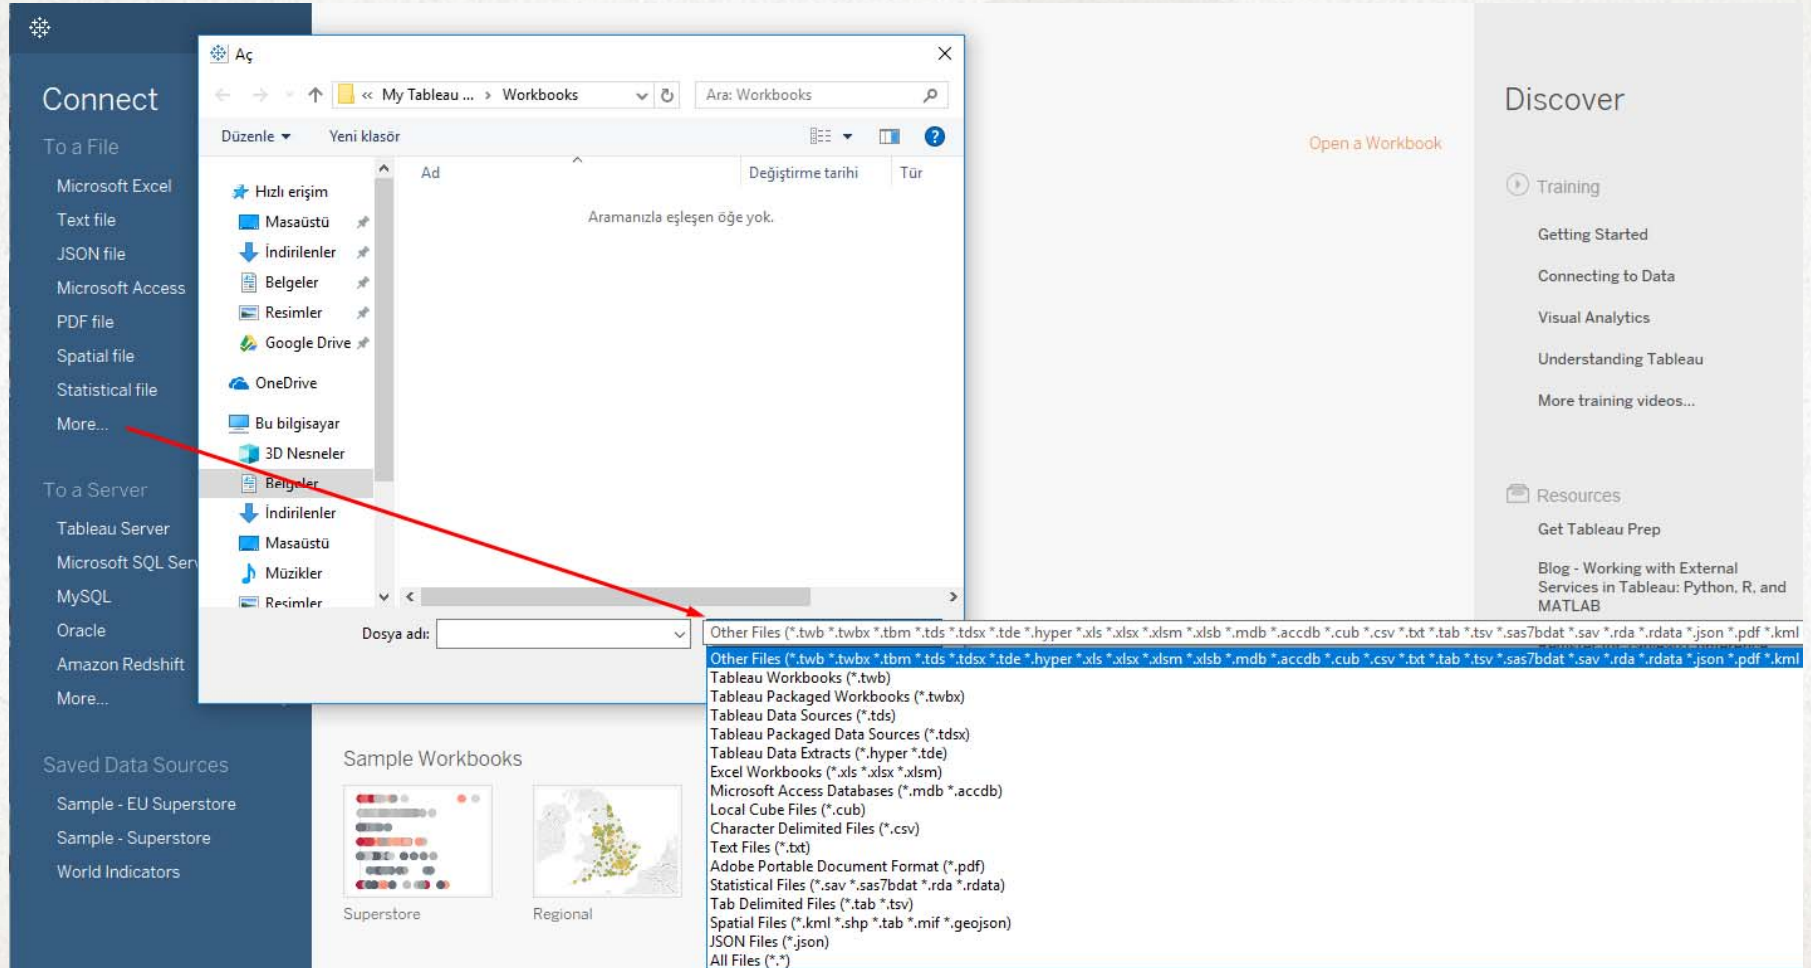 Connect
To a File
Microsoft Excel
Text file
JSON file
Microsoft Access
PDF file
Spatial file
Statistical file
More...
To a Server
Tableau Server
Microsoft SQL Serv
MySQL
Oracle
Amazon Redshift
More...
Saved Data Sources
Sample - EU Superstore
Sample - Superstore
World Indicators
Aç
« My Tableau ... › Workbooks
Ara: Workbooks
Düzenle
Yeni klasör
Ad
Değiştirme tarihi
Tür
Aramanızla eşleşen öğe yok.
Hızlı erişim
Masaüstü
İndirilenler
Belgeler
Resimler
Google Drive
OneDrive
Bu bilgisayar
3D Nesneler
Belgeler
İndirilenler
Masaüstü
Müzikler
Resimler
Dosya adı:
Other Files (*.twb *.twbx *.tbm *.tds *.tdsx *.tde *.hyper *.xls *.xlsx *.xlsm *.xlsb *.mdb *.accdb *.cub *.csv *.txt *.tab *.tsv *.sas7bdat *.sav *.rda *.rdata *.json *.pdf *.kml
Other Files (*.twb *.twbx *.tbm *.tds *.tdsx *.tde *.hyper *.xls *.xlsx *.xlsm *.xlsb *.mdb *.accdb *.cub *.csv *.txt *.tab *.tsv *.sas7bdat *.sav *.rda *.rdata *.json *.pdf *.kml
Tableau Workbooks (*.twb)
Tableau Packaged Workbooks (*.twbx)
Tableau Data Sources (*.tds)
Tableau Packaged Data Sources (*.tdsx)
Tableau Data Extracts (*.hyper *.tde)
Excel Workbooks (*.xls *.xlsx *.xlsm)
Microsoft Access Databases (*.mdb *.accdb)
Local Cube Files (*.cub)
Character Delimited Files (*.csv)
Text Files (*.txt)
Adobe Portable Document Format (*.pdf)
Statistical Files (*.sav *.sas7bdat *.rda *.rdata)
Tab Delimited Files (*.tab *.tsv)
Spatial Files (*.kml *.shp *.tab *.mif *.geojson)
JSON Files (*.json)
All Files (*.*)
Open a Workbook
Sample Workbooks
Superstore
Regional
Discover
Training
Getting Started
Connecting to Data
Visual Analytics
Understanding Tableau
More training videos...
Resources
Get Tableau Prep
Blog - Working with External
Services in Tableau: Python, R, and
MATLAB